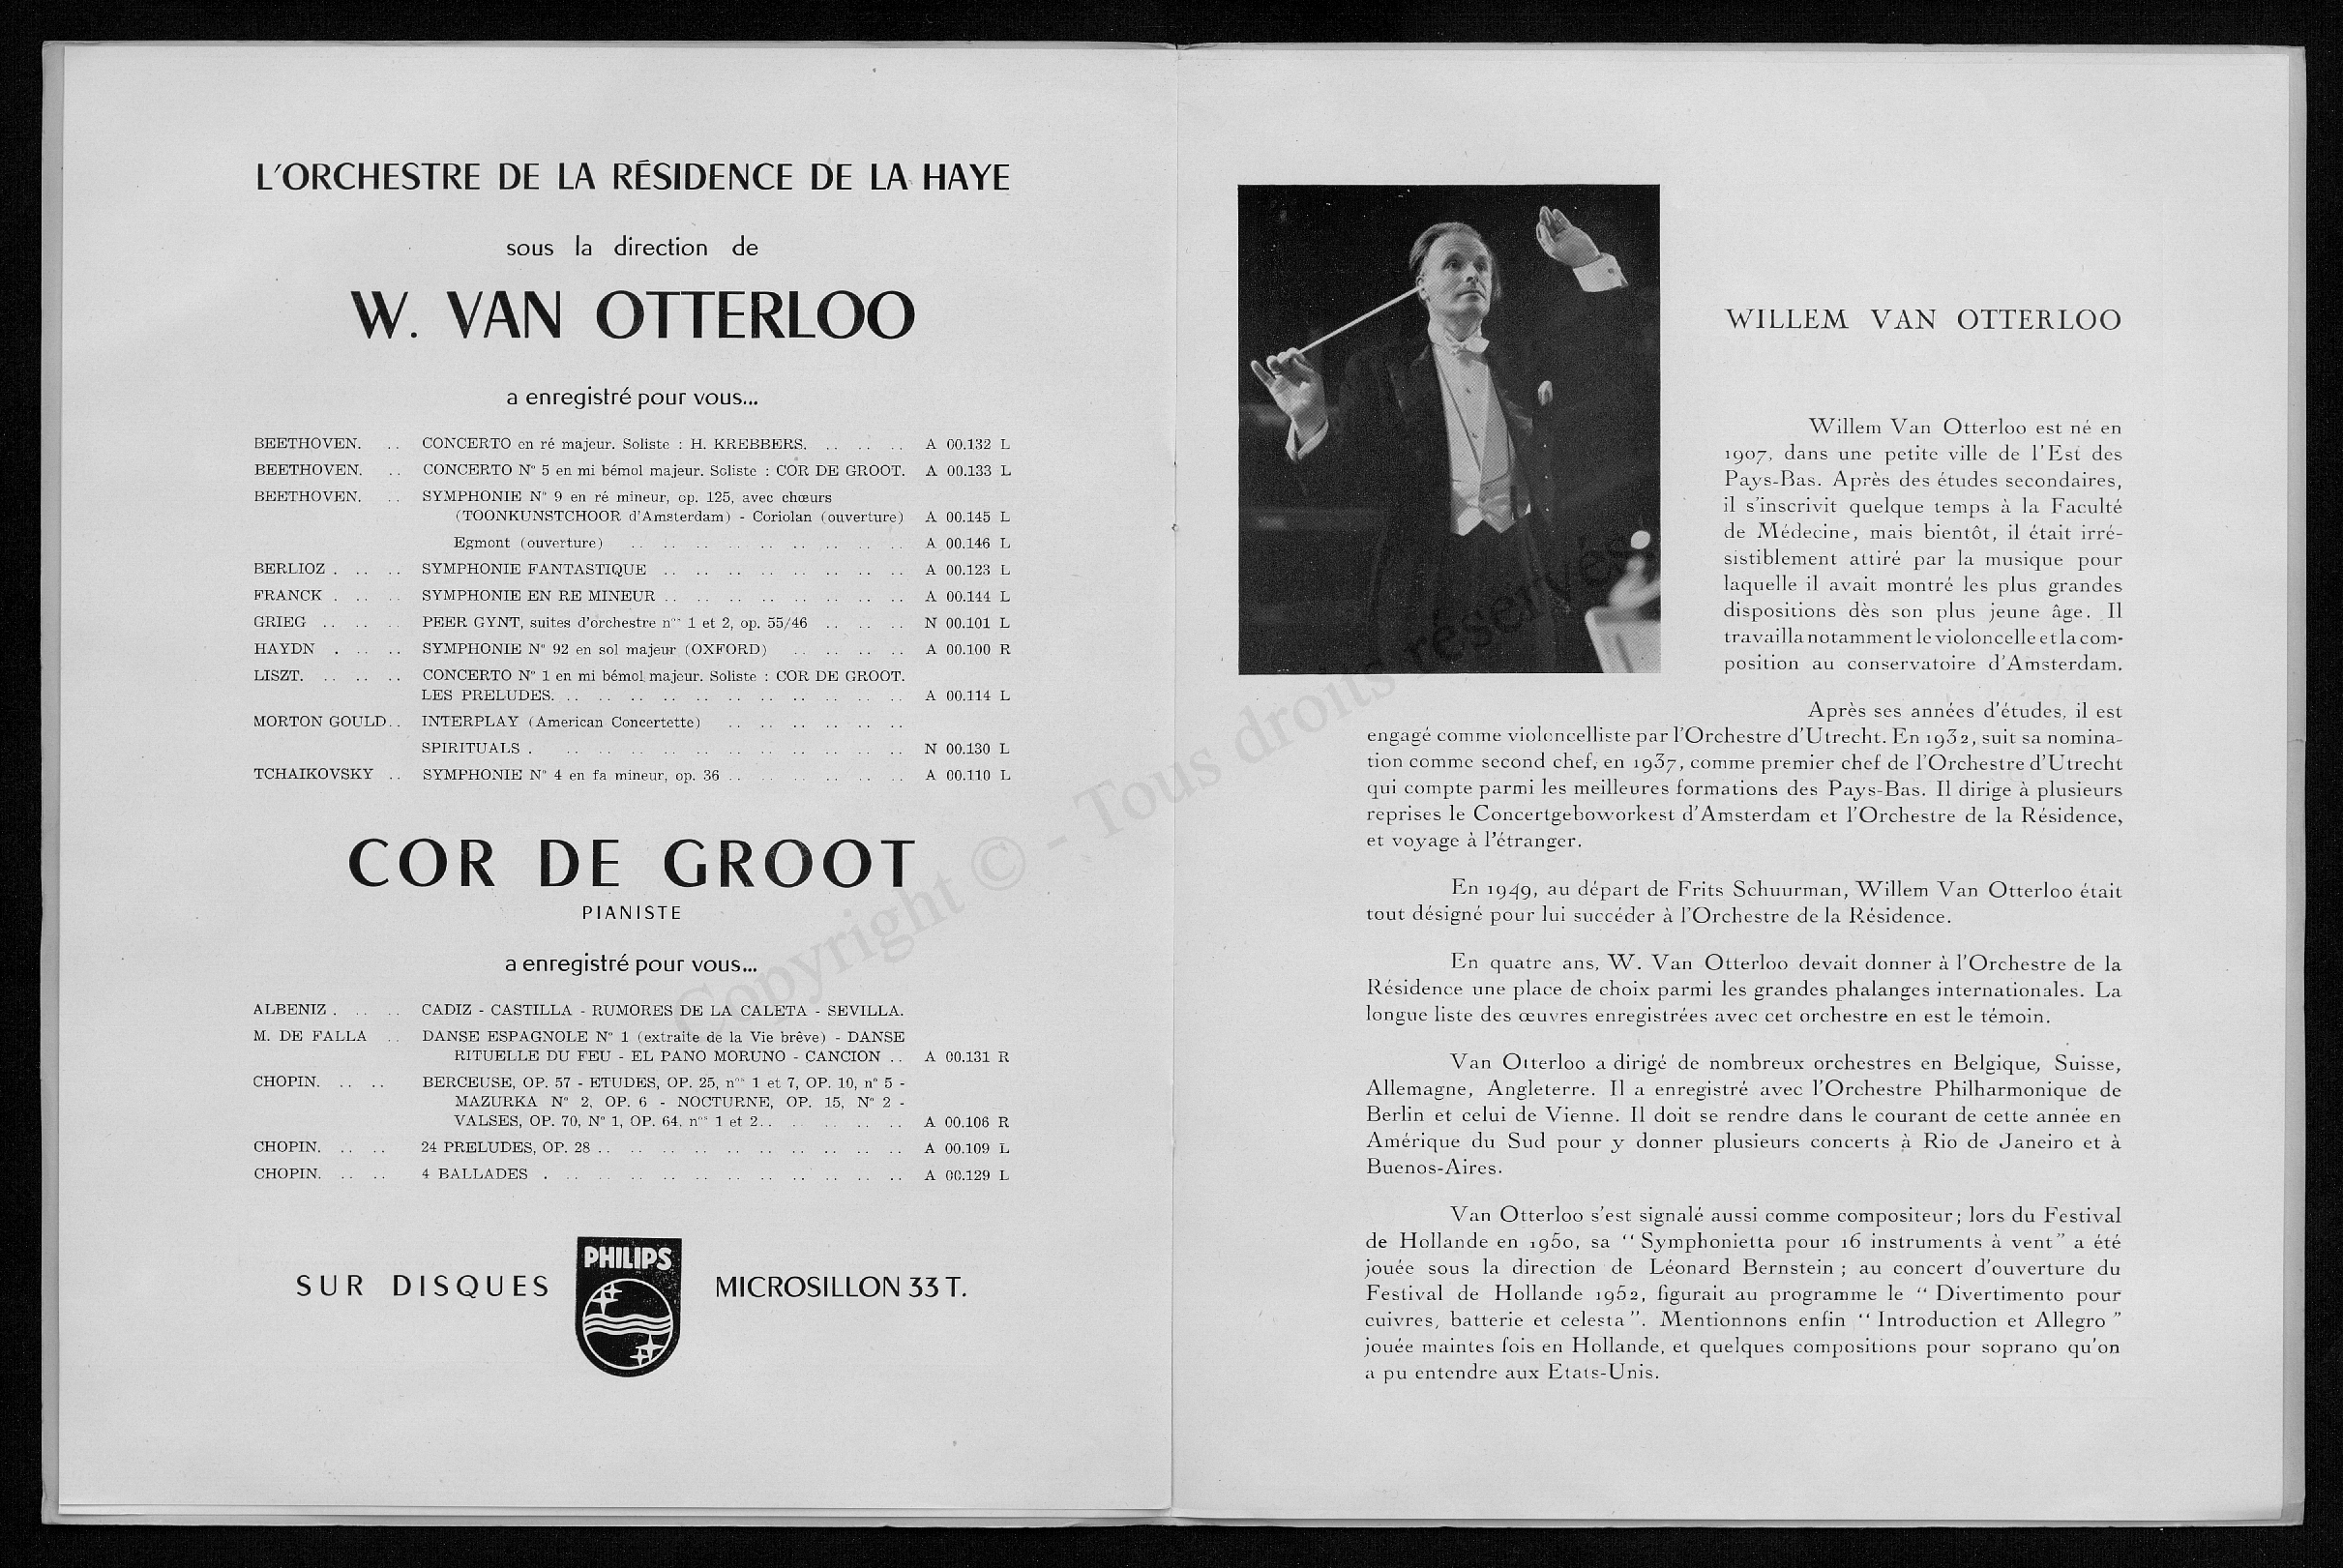 L'ORCHESTRE DE LA RÉSIDENCE DE LA HAYE
sous la direction de
W. VAN OTTERLOO
a enregistré pour vous...
BEETHOVEN. .. CONCERTO en ré majeur. Soliste : H. KREBBERS. .. .. .. A 00.132 L
BEETHOVEN. .. CONCERTO N° 5 en mi bémol majeur. Soliste : COR DE GROOT. A 00.133 L
BEETHOVEN. .. SYMPHONIE N° 9 en ré mineur, op. 125, avec chœurs
(TOONKUNSTCHOOR d'Amsterdam) - Coriolan (ouverture) A 00.145 L
Egmont (ouverture) .. .. .. .. .. .. .. .. .. A 00.146 L
BERLIOZ . .. .. SYMPHONIE FANTASTIQUE .. .. .. .. .. .. .. .. A 00.123 L
FRANCK . .. .. SYMPHONIE EN RE MINEUR .. .. .. .. .. .. .. .. A 00.144 L
GRIEG .. .. .. PEER GYNT, suites d'orchestre nos 1 et 2, op. 55/46 .. .. .. N 00.101 L
HAYDN . .. .. SYMPHONIE N° 92 en sol majeur (OXFORD) .. .. .. .. A 00.100 R
LISZT. .. .. .. CONCERTO N° 1 en mi bémol majeur. Soliste : COR DE GROOT.
LES PRELUDES. .. .. .. .. .. .. .. .. .. .. .. A 00.114 L
MORTON GOULD.. INTERPLAY (American Concertette) .. .. .. .. .. ..
SPIRITUALS . .. .. .. .. .. .. .. .. .. .. .. N 00.130 L
TCHAIKOVSKY .. SYMPHONIE N° 4 en fa mineur, op. 36 .. .. .. .. .. .. A 00.110 L
COR DE GROOT
PIANISTE
a enregistré pour vous...
ALBENIZ . .. .. CADIZ - CASTILLA - RUMORES DE LA CALETA - SEVILLA.
M. DE FALLA .. DANSE ESPAGNOLE N° 1 (extraite de la Vie brêve) - DANSE
RITUELLE DU FEU - EL PANO MORUNO - CANCION .. A 00.131 R
CHOPIN. .. .. BERCEUSE, OP. 57 - ETUDES, OP. 25, nos 1 et 7, OP. 10, n° 5 -
MAZURKA N° 2, OP. 6 - NOCTURNE, OP. 15, N° 2 -
VALSES, OP. 70, N° 1, OP. 64, nos 1 et 2.. .. .. .. .. A 00.106 R
CHOPIN. .. .. 24 PRELUDES, OP. 28 .. .. .. .. .. .. .. .. .. .. A 00.109 L
CHOPIN. .. .. 4 BALLADES . .. .. .. .. .. .. .. .. .. .. .. A 00.129 L
SUR DISQUES PHILIPS MICROSILLON 33 T.
WILLEM VAN OTTERLOO
Willem Van Otterloo est né en
1907, dans une petite ville de l'Est des
Pays-Bas. Après des études secondaires,
il s'inscrivit quelque temps à la Faculté
de Médecine, mais bientôt, il était irré-
sistiblement attiré par la musique pour
laquelle il avait montré les plus grandes
dispositions dès son plus jeune âge. Il
travailla notamment le violoncelle et la com-
position au conservatoire d'Amsterdam.
Après ses années d'études, il est
engagé comme violoncelliste par l'Orchestre d'Utrecht. En 1932, suit sa nomina-
tion comme second chef, en 1937, comme premier chef de l'Orchestre d'Utrecht
qui compte parmi les meilleures formations des Pays-Bas. Il dirige à plusieurs
reprises le Concertgeboworkest d'Amsterdam et l'Orchestre de la Résidence,
et voyage à l'étranger.
En 1949, au départ de Frits Schuurman, Willem Van Otterloo était
tout désigné pour lui succéder à l'Orchestre de la Résidence.
En quatre ans, W. Van Otterloo devait donner à l'Orchestre de la
Résidence une place de choix parmi les grandes phalanges internationales. La
longue liste des œuvres enregistrées avec cet orchestre en est le témoin.
Van Otterloo a dirigé de nombreux orchestres en Belgique, Suisse,
Allemagne, Angleterre. Il a enregistré avec l'Orchestre Philharmonique de
Berlin et celui de Vienne. Il doit se rendre dans le courant de cette année en
Amérique du Sud pour y donner plusieurs concerts à Rio de Janeiro et à
Buenos-Aires.
Van Otterloo s'est signalé aussi comme compositeur; lors du Festival
de Hollande en 1950, sa "Symphonietta pour 16 instruments à vent" a été
jouée sous la direction de Léonard Bernstein ; au concert d'ouverture du
Festival de Hollande 1952, figurait au programme le "Divertimento pour
cuivres, batterie et celesta". Mentionnons enfin "Introduction et Allegro"
jouée maintes fois en Hollande, et quelques compositions pour soprano qu'on
a pu entendre aux Etats-Unis.
Copyright © - Tous droits réservés